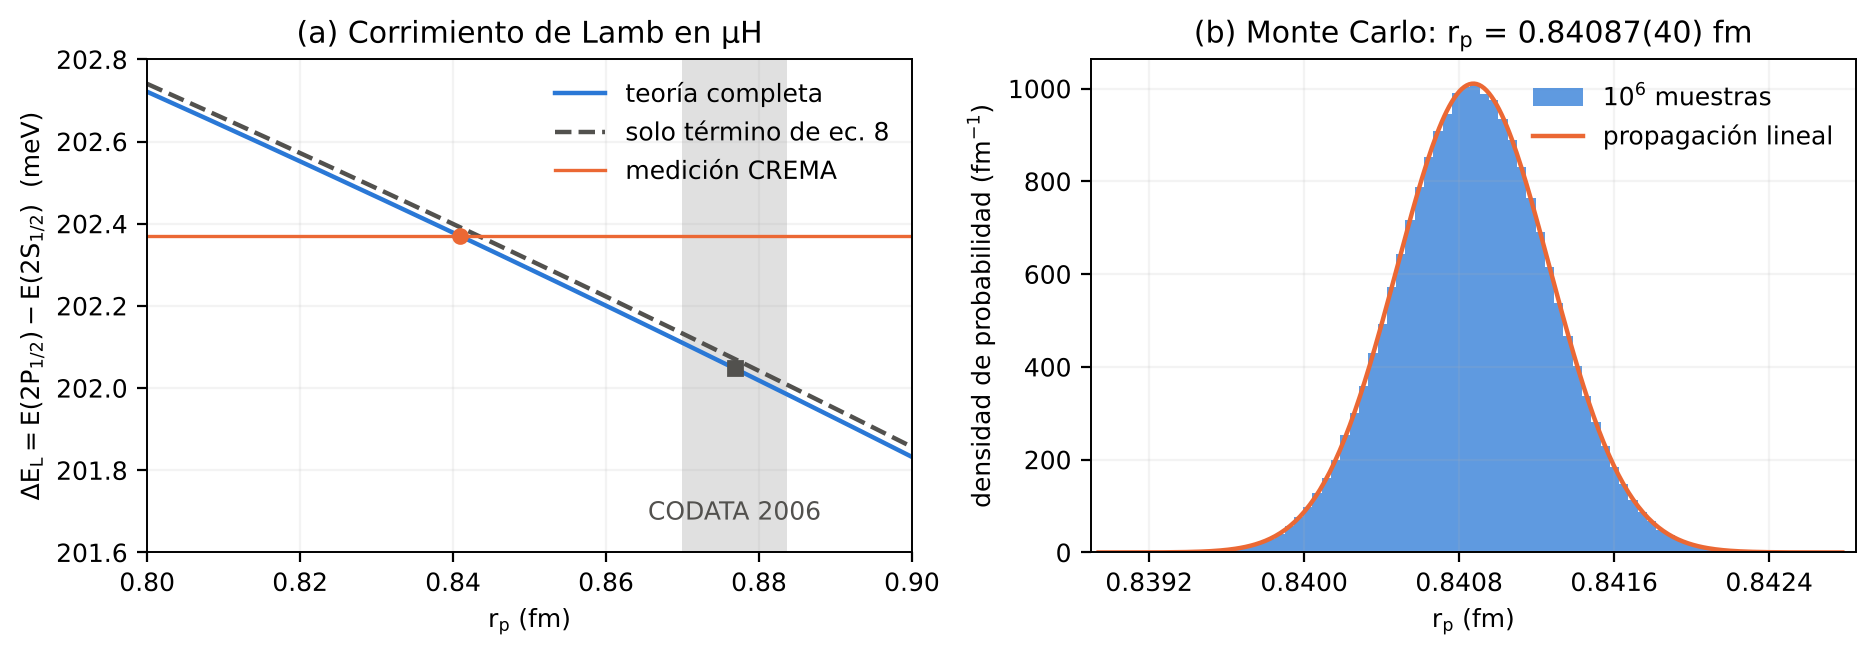 (a) Corrimiento de Lamb en μH
ΔE_L = E(2P_1/2) − E(2S_1/2) (meV)
202.8
202.6
202.4
202.2
202.0
201.8
201.6
teoría completa
solo término de ec. 8
medición CREMA
CODATA 2006
0.80 0.82 0.84 0.86 0.88 0.90
r_p (fm)
(b) Monte Carlo: r_p = 0.84087(40) fm
densidad de probabilidad (fm⁻¹)
1000
800
600
400
200
0
10⁶ muestras
propagación lineal
0.8392 0.8400 0.8408 0.8416 0.8424
r_p (fm)